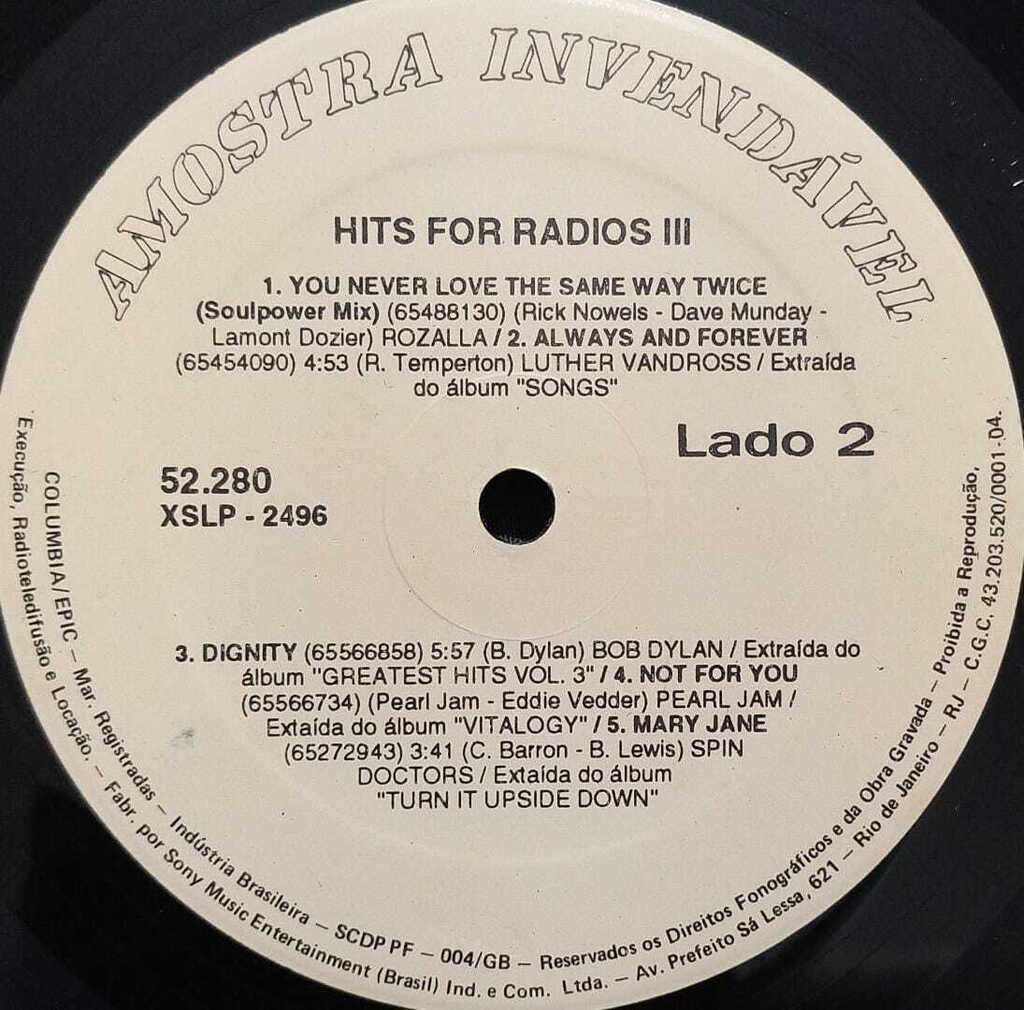 AMOSTRA INVENDÁVEL
HITS FOR RADIOS III
1. YOU NEVER LOVE THE SAME WAY TWICE
(Soulpower Mix) (65488130) (Rick Nowels - Dave Munday -
Lamont Dozier) ROZALLA / 2. ALWAYS AND FOREVER
(65454090) 4:53 (R. Temperton) LUTHER VANDROSS / Extraída
do álbum "SONGS"
Lado 2
52.280
XSLP - 2496
3. DIGNITY (65566858) 5:57 (B. Dylan) BOB DYLAN / Extraída do
álbum "GREATEST HITS VOL. 3" / 4. NOT FOR YOU
(65566734) (Pearl Jam - Eddie Vedder) PEARL JAM /
Extaída do álbum "VITALOGY" / 5. MARY JANE
(65272943) 3:41 (C. Barron - B. Lewis) SPIN
DOCTORS / Extaída do álbum
"TURN IT UPSIDE DOWN"
COLUMBIA/EPIC – Mar. Registradas – Indústria Brasileira – SCDP PF – 004/GB – Reservados os Direitos Fonográficos e da Obra Gravada – Proibida a Reprodução,
Execução, Radioteledifusão e Locação. – Fabr. por Sony Music Entertainment (Brasil) Ind. e Com. Ltda. – Av. Prefeito Sá Lessa, 621 – Rio de Janeiro – RJ – C.G.C. 43.203.520/0001-04.